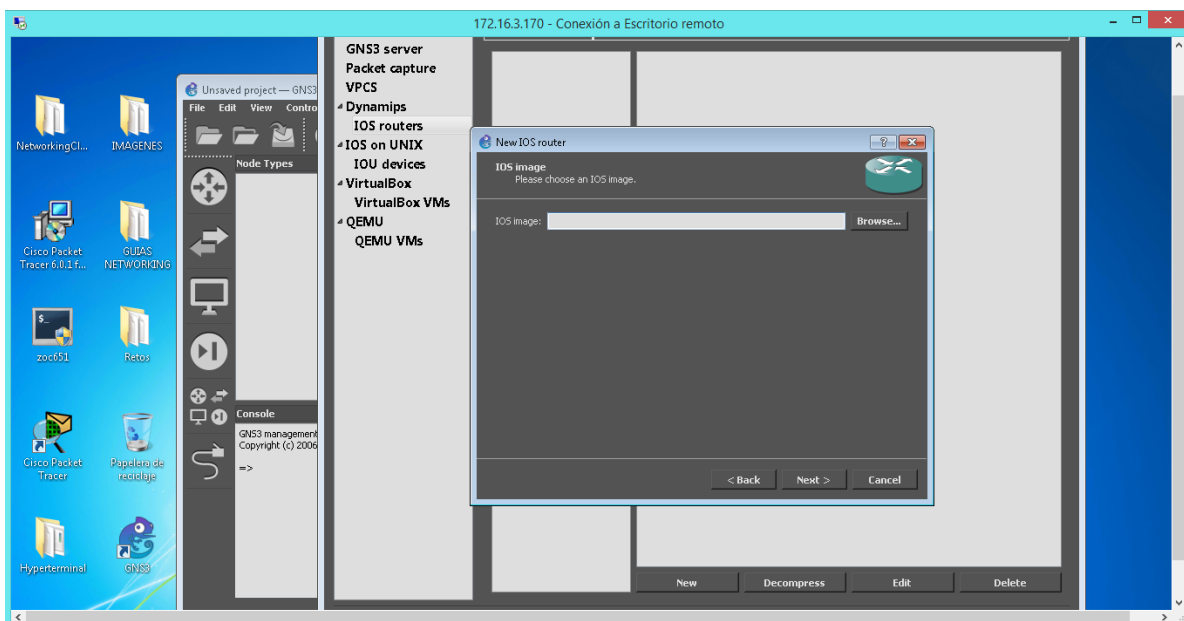 172.16.3.170 - Conexión a Escritorio remoto
NetworkingCl...
IMAGENES
Cisco Packet
Tracer 6.0.1 f...
GUIAS
NETWORKING
zoc651
Retos
Cisco Packet
Tracer
Papelera de
reciclaje
Hyperterminal
GNS3
Unsaved project — GNS3
File Edit View Contro
Node Types
Console
GNS3 management
Copyright (c) 2006
=>
GNS3 server
Packet capture
VPCS
Dynamips
IOS routers
IOS on UNIX
IOU devices
VirtualBox
VirtualBox VMs
QEMU
QEMU VMs
New IOS router
IOS image
Please choose an IOS image.
IOS image:
Browse...
< Back
Next >
Cancel
New
Decompress
Edit
Delete